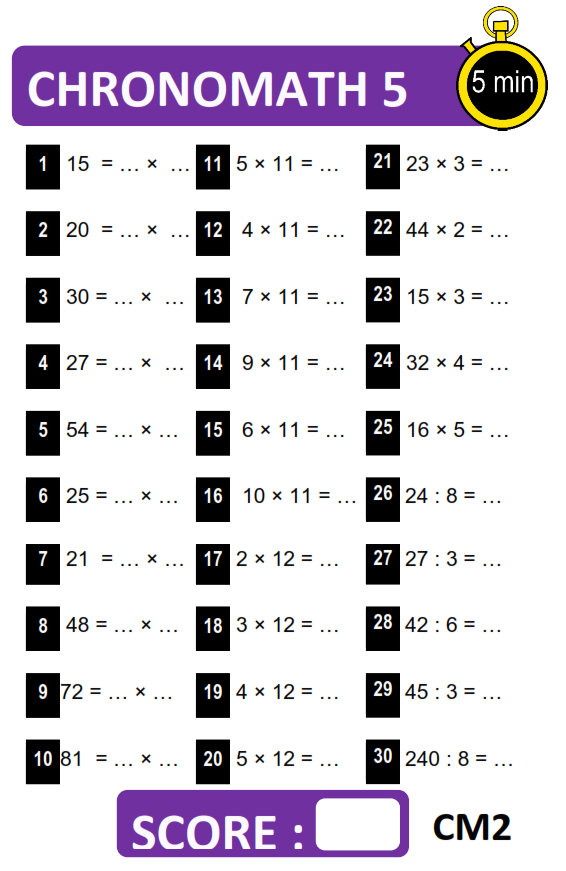 CHRONOMATH 5
5 min
1 15 = … × … 11 5 × 11 = … 21 23 × 3 = …
2 20 = … × … 12 4 × 11 = … 22 44 × 2 = …
3 30 = … × … 13 7 × 11 = … 23 15 × 3 = …
4 27 = … × … 14 9 × 11 = … 24 32 × 4 = …
5 54 = … × … 15 6 × 11 = … 25 16 × 5 = …
6 25 = … × … 16 10 × 11 = … 26 24 : 8 = …
7 21 = … × … 17 2 × 12 = … 27 27 : 3 = …
8 48 = … × … 18 3 × 12 = … 28 42 : 6 = …
9 72 = … × … 19 4 × 12 = … 29 45 : 3 = …
10 81 = … × … 20 5 × 12 = … 30 240 : 8 = …
SCORE : CM2